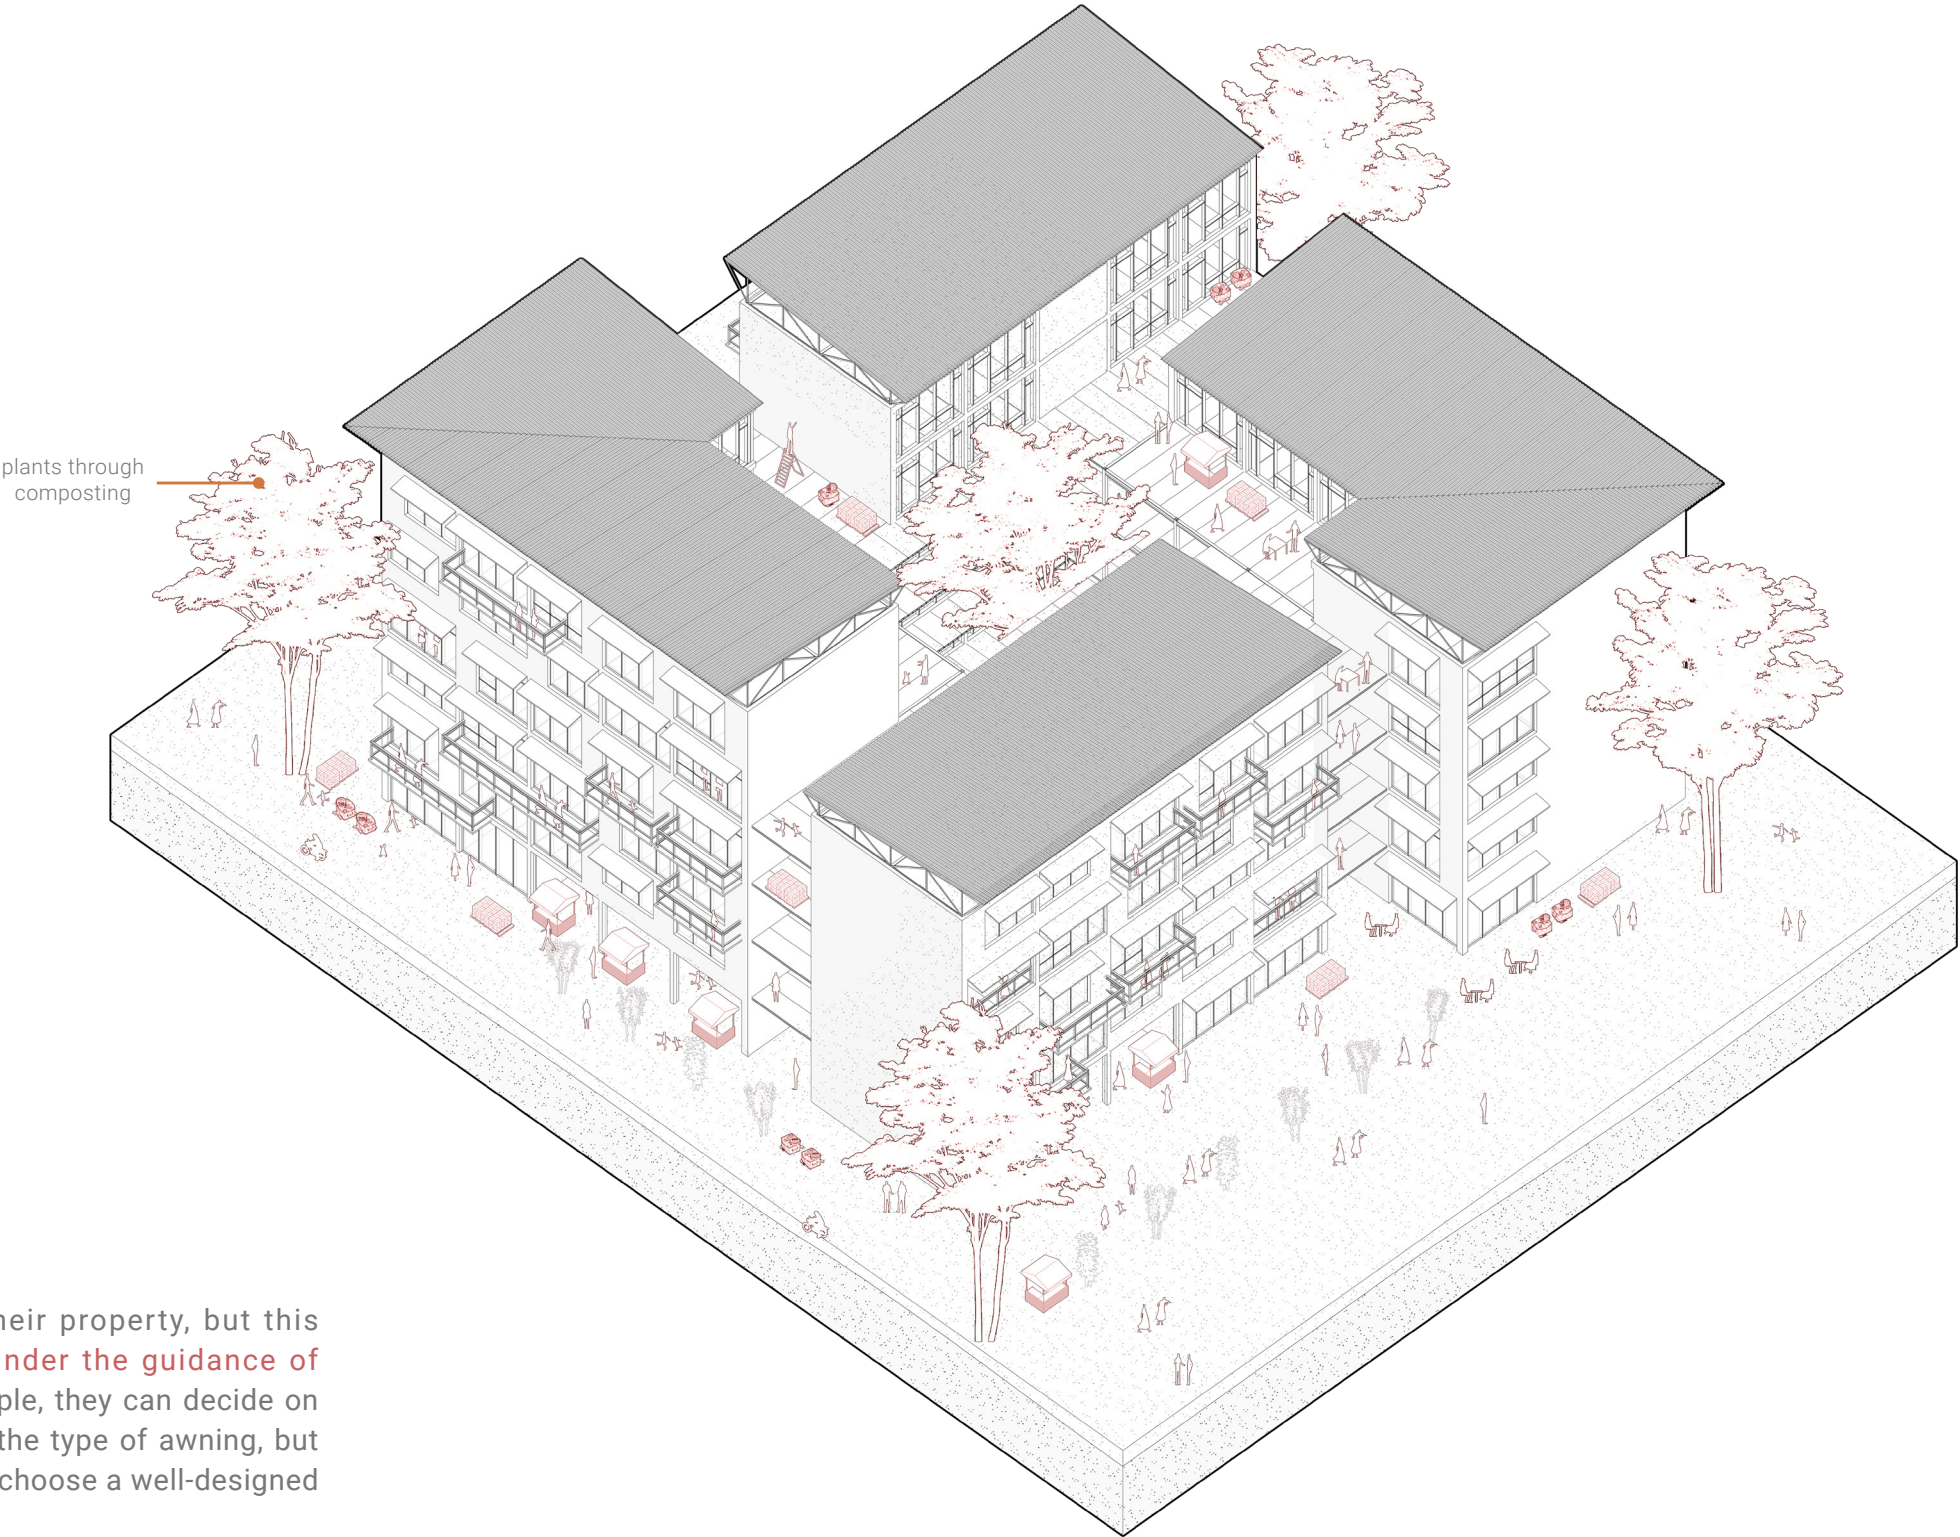 plants through
composting
heir property, but this
nder the guidance of
ple, they can decide on
the type of awning, but
choose a well-designed